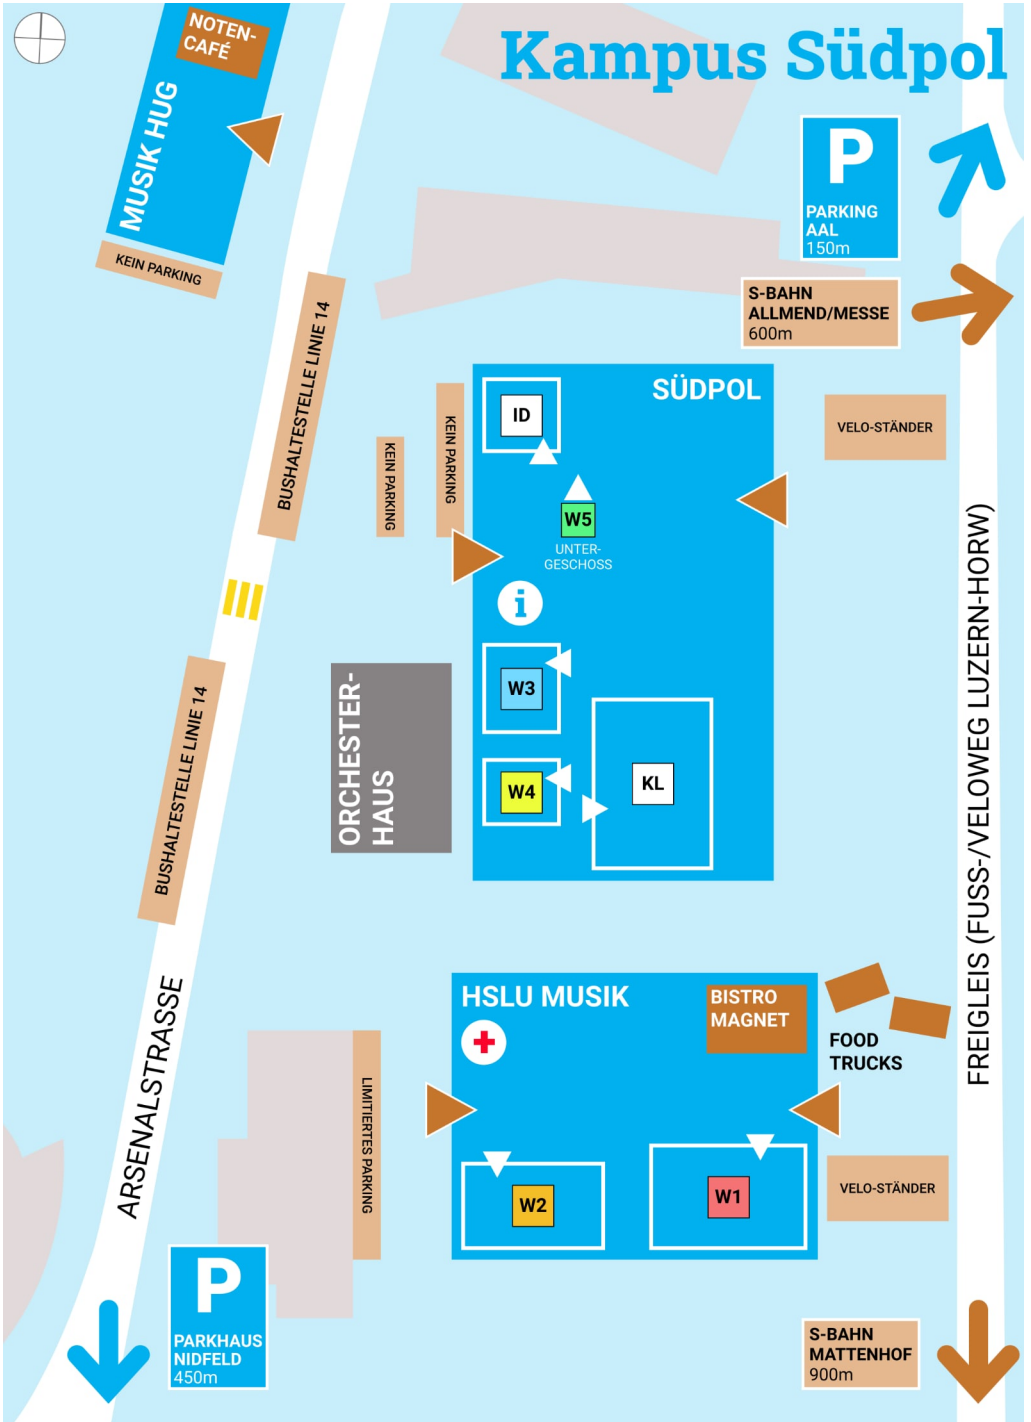 Kampus Südpol
NOTEN-
CAFÉ
MUSIK HUG
KEIN PARKING
P
PARKING
AAL
150m
S-BAHN
ALLMEND/MESSE
600m
BUSHALTESTELLE LINIE 14
SÜDPOL
ID
KEIN PARKING
KEIN PARKING
VELO-STÄNDER
W5
UNTER-
GESCHOSS
i
W3
ORCHESTER-
HAUS
KL
W4
BUSHALTESTELLE LINIE 14
FREIGLEIS (FUSS-/VELOWEG LUZERN-HORW)
HSLU MUSIK
BISTRO
MAGNET
FOOD
TRUCKS
ARSENALSTRASSE
LIMITIERTES PARKING
W2
W1
VELO-STÄNDER
P
PARKHAUS
NIDFELD
450m
S-BAHN
MATTENHOF
900m